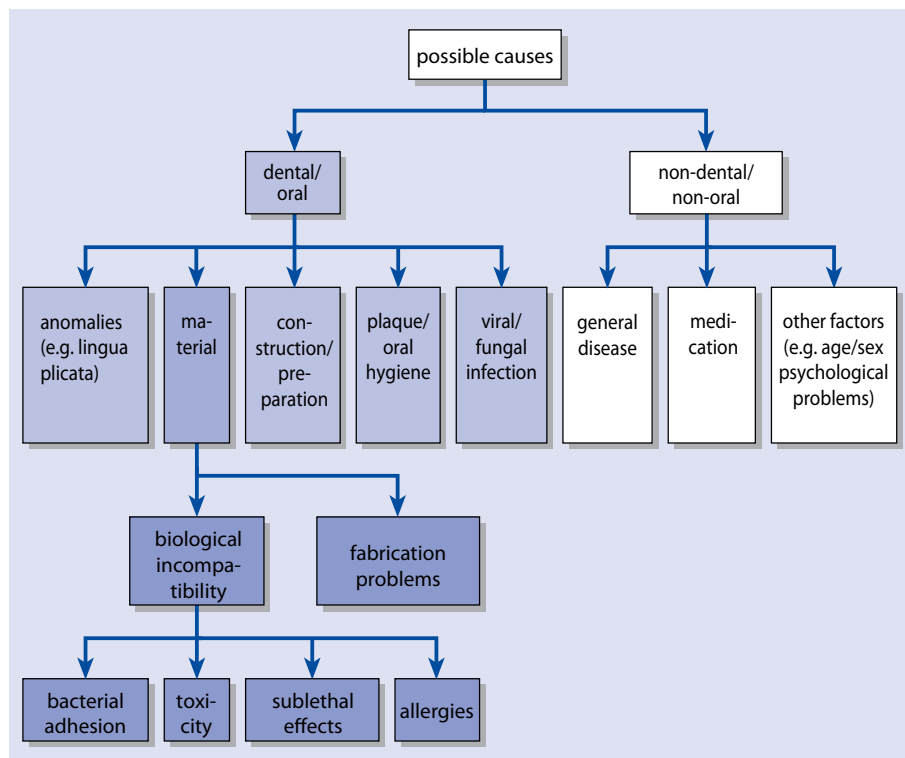 possible causes
dental/
oral
non-dental/
non-oral
anomalies
(e.g. lingua
plicata)
ma-
terial
con-
struction/
pre-
paration
plaque/
oral
hygiene
viral/
fungal
infection
general
disease
medi-
cation
other factors
(e.g. age/sex
psychological
problems)
biological
incompa-
tibility
fabrication
problems
bacterial
adhesion
toxi-
city
sublethal
effects
allergies